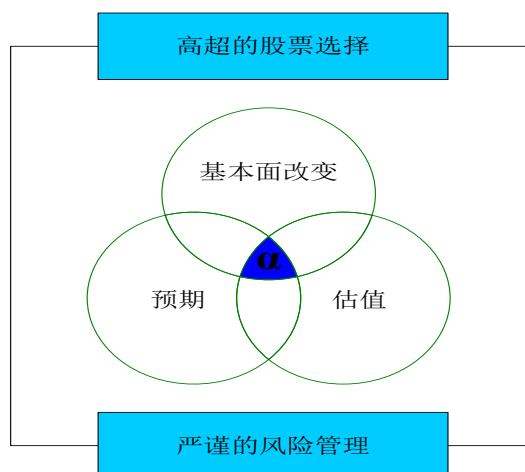 高超的股票选择
基本面改变
α
预期
估值
严谨的风险管理